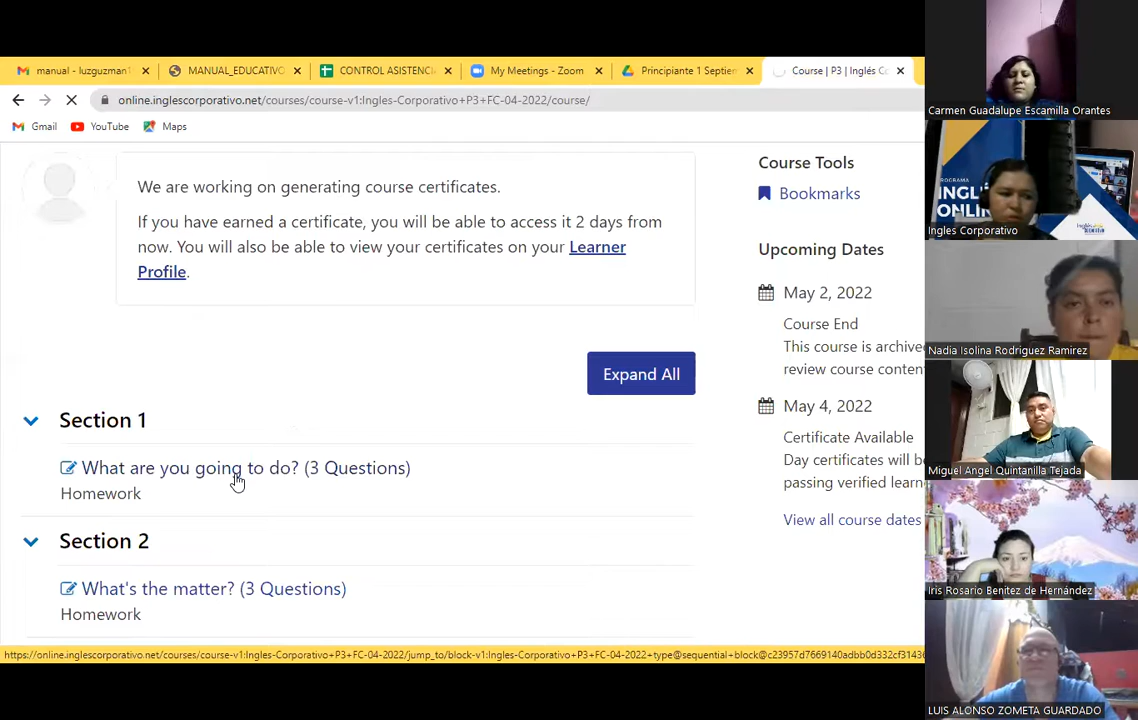 manual - luzguzman1
MANUAL_EDUCATIVO
CONTROL ASISTENCIA
My Meetings - Zoom
Principiante 1 Septiem
Course | P3 | Inglés Co
online.inglescorporativo.net/courses/course-v1:Ingles-Corporativo+P3+FC-04-2022/course/
Gmail
YouTube
Maps
We are working on generating course certificates.
If you have earned a certificate, you will be able to access it 2 days from
now. You will also be able to view your certificates on your Learner
Profile.
Expand All
Section 1
What are you going to do? (3 Questions)
Homework
Section 2
What's the matter? (3 Questions)
Homework
https://online.inglescorporativo.net/courses/course-v1:Ingles-Corporativo+P3+FC-04-2022/jump_to/block-v1:Ingles-Corporativo+P3+FC-04-2022+type@sequential+block@c23957d7669140adbb0d332cf31436
Course Tools
Bookmarks
Upcoming Dates
May 2, 2022
Course End
This course is archive
review course conten
May 4, 2022
Certificate Available
Day certificates will b
passing verified learn
View all course dates
Carmen Guadalupe Escamilla Orantes
INGLÉ
ONLIN
Ingles Corporativo
Nadia Isolina Rodriguez Ramirez
Miguel Angel Quintanilla Tejada
Iris Rosario Benitez de Hernández
LUIS ALONSO ZOMETA GUARDADO